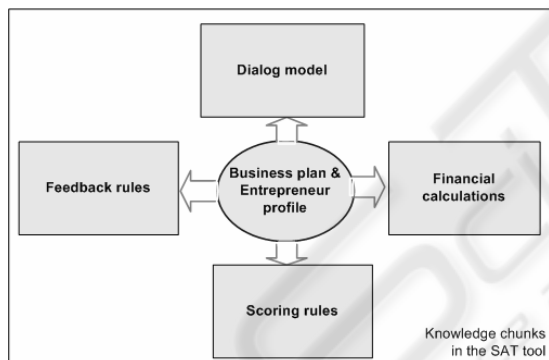 Dialog model
Feedback rules
Business plan &
Entrepreneur
profile
Financial
calculations
Scoring rules
Knowledge chunks
in the SAT tool